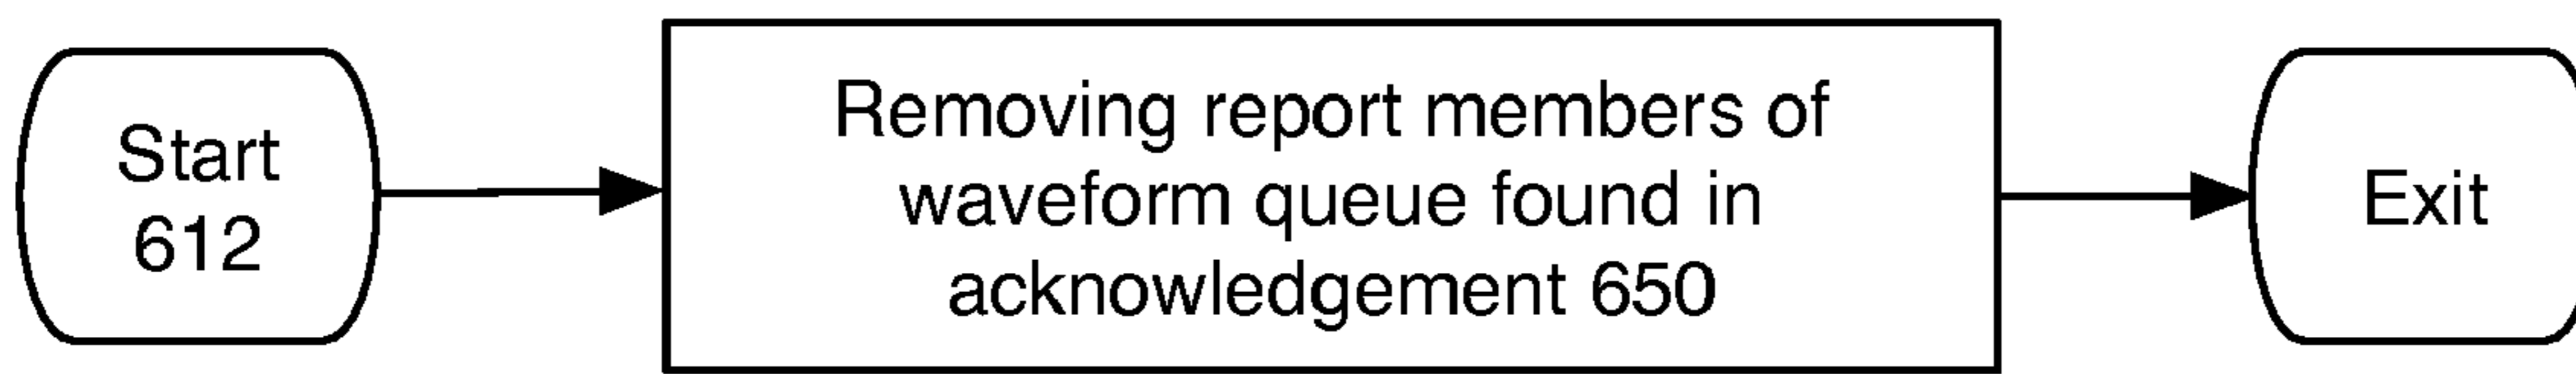 Start
612
Removing report members of
waveform queue found in
acknowledgement 650
Exit